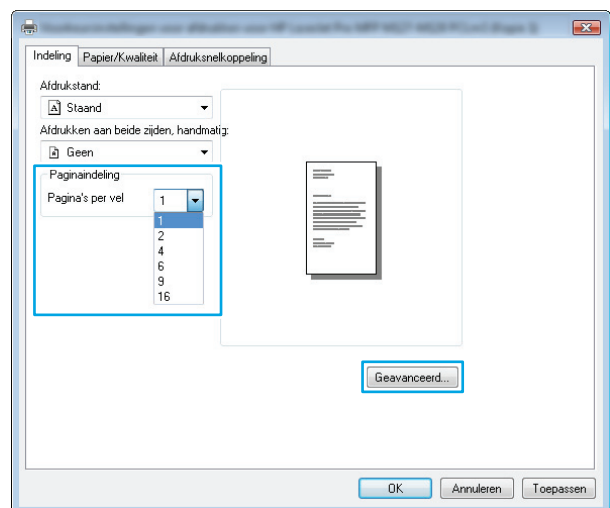 Indeling Papier/Kwaliteit Afdruksnelkoppeling
Afdrukstand:
A Staand
Afdrukken aan beide zijden, handmatig:
Geen
Paginaindeling
Pagina's per vel 1
1
2
4
6
9
16
Geavanceerd...
OK Annuleren Toepassen